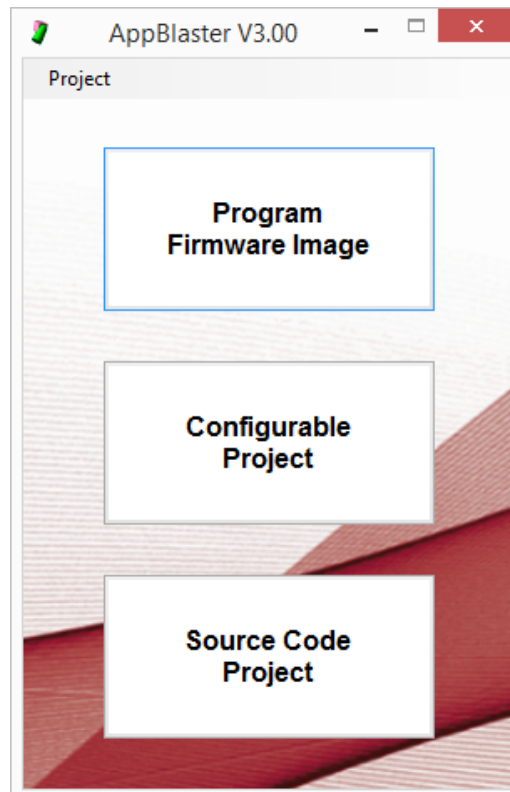 AppBlaster V3.00
Project
Program
Firmware Image
Configurable
Project
Source Code
Project